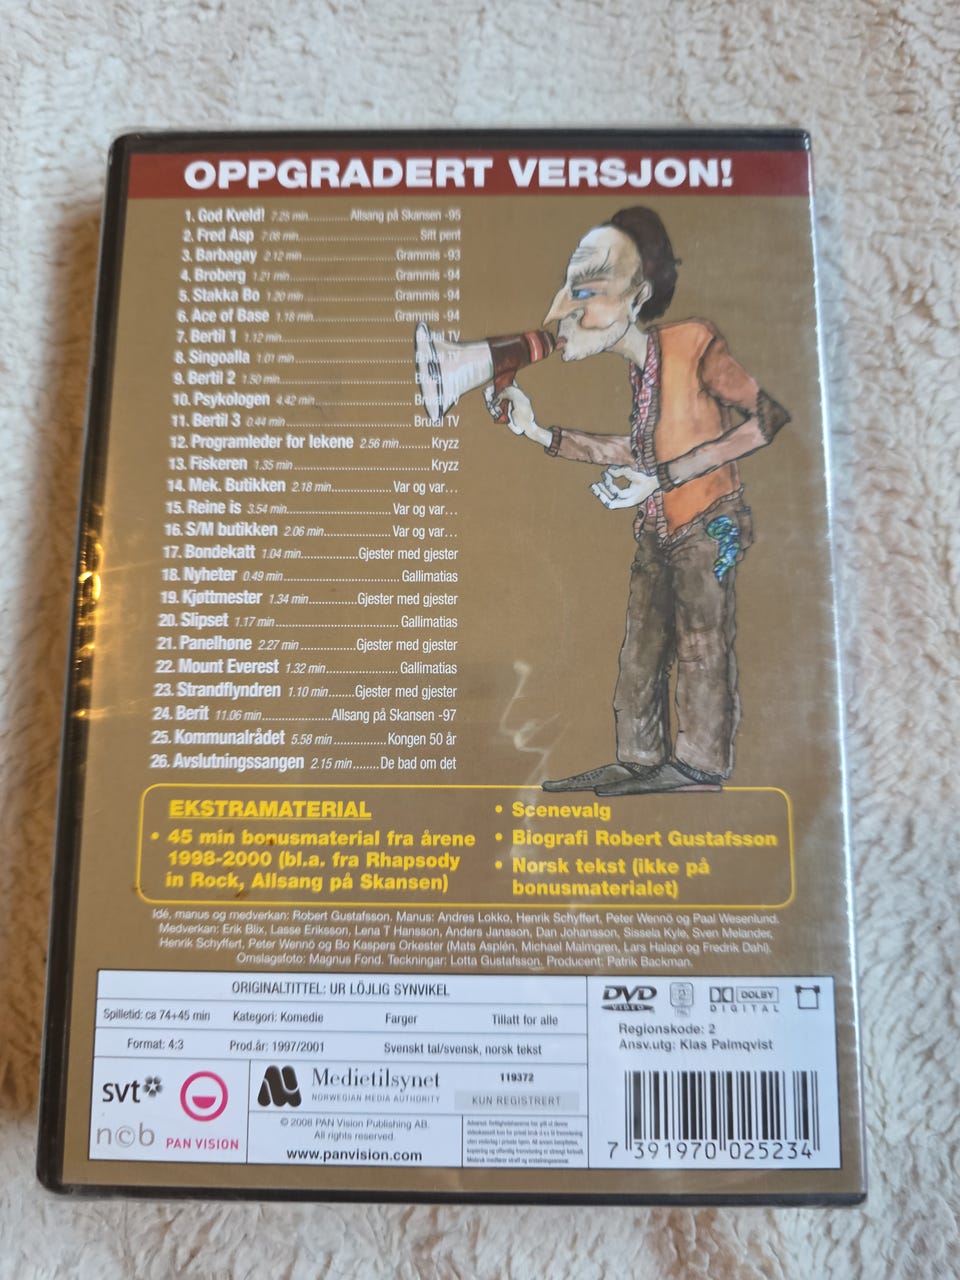 OPPGRADERT VERSJON!
1. God Kveld! 7.25 min............Allsang på Skansen -95
2. Fred Asp 7.08 min....................................Sitt pent
3. Barbagay 2.12 min............................Grammis -93
4. Broberg 1.21 min..............................Grammis -94
5. Stakka Bo 1.20 min...........................Grammis -94
6. Ace of Base 1.18 min........................Grammis -94
7. Bertil 1 1.12 min....................................Brutal TV
8. Singoalla 1.01 min................................Brutal TV
9. Bertil 2 1.50 min...................................
10. Psykologen 4.42 min...........................Brutal TV
11. Bertil 3 0.44 min.................................Brutal TV
12. Programleder for lekene 2.56 min.........Kryzz
13. Fiskeren 1.35 min.....................................Kryzz
14. Mek. Butikken 2.18 min.................Var og var...
15. Reine is 3.54 min...........................Var og var...
16. S/M butikken 2.06 min...................Var og var...
17. Bondekatt 1.04 min...............Gjester med gjester
18. Nyheter 0.49 min...............................Gallimatias
19. Kjøttmester 1.34 min.............Gjester med gjester
20. Slipset 1.17 min.................................Gallimatias
21. Panelhøne 2.27 min ...............Gjester med gjester
22. Mount Everest 1.32 min....................Gallimatias
23. Strandflyndren 1.10 min........Gjester med gjester
24. Berit 11.06 min...................Allsang på Skansen -97
25. Kommunalrådet 5.58 min ...............Kongen 50 år
26. Avslutningssangen 2.15 min........De bad om det
EKSTRAMATERIAL
• 45 min bonusmaterial fra årene
1998-2000 (bl.a. fra Rhapsody
in Rock, Allsang på Skansen)
• Scenevalg
• Biografi Robert Gustafsson
• Norsk tekst (ikke på
bonusmaterialet)
Idé, manus og medverkan: Robert Gustafsson. Manus: Andres Lokko, Henrik Schyffert, Peter Wennö og Paal Wesenlund.
Medverkan: Erik Blix, Lasse Eriksson, Lena T Hansson, Anders Jansson, Dan Johansson, Sissela Kyle, Sven Melander,
Henrik Schyffert, Peter Wennö og Bo Kaspers Orkester (Mats Asplén, Michael Malmgren, Lars Halapi og Fredrik Dahl).
Omslagsfoto: Magnus Fond. Teckningar: Lotta Gustafsson. Producent: Patrik Backman.
ORIGINALTITTEL: UR LÖJLIG SYNVIKEL
Spilletid: ca 74+45 min Kategori: Komedie Farger Tillatt for alle
Format: 4:3 Prod.år: 1997/2001 Svenskt tal/svensk, norsk tekst
DVD
VIDEO
2
DOLBY
DIGITAL
Regionskode: 2
Ansv.utg: Klas Palmqvist
svt
ncb
PAN VISION
Medietilsynet
NORWEGIAN MEDIA AUTHORITY
119372
KUN REGISTRERT
© 2006 PAN Vision Publishing AB.
All rights reserved.
www.panvision.com
7 391970 025234